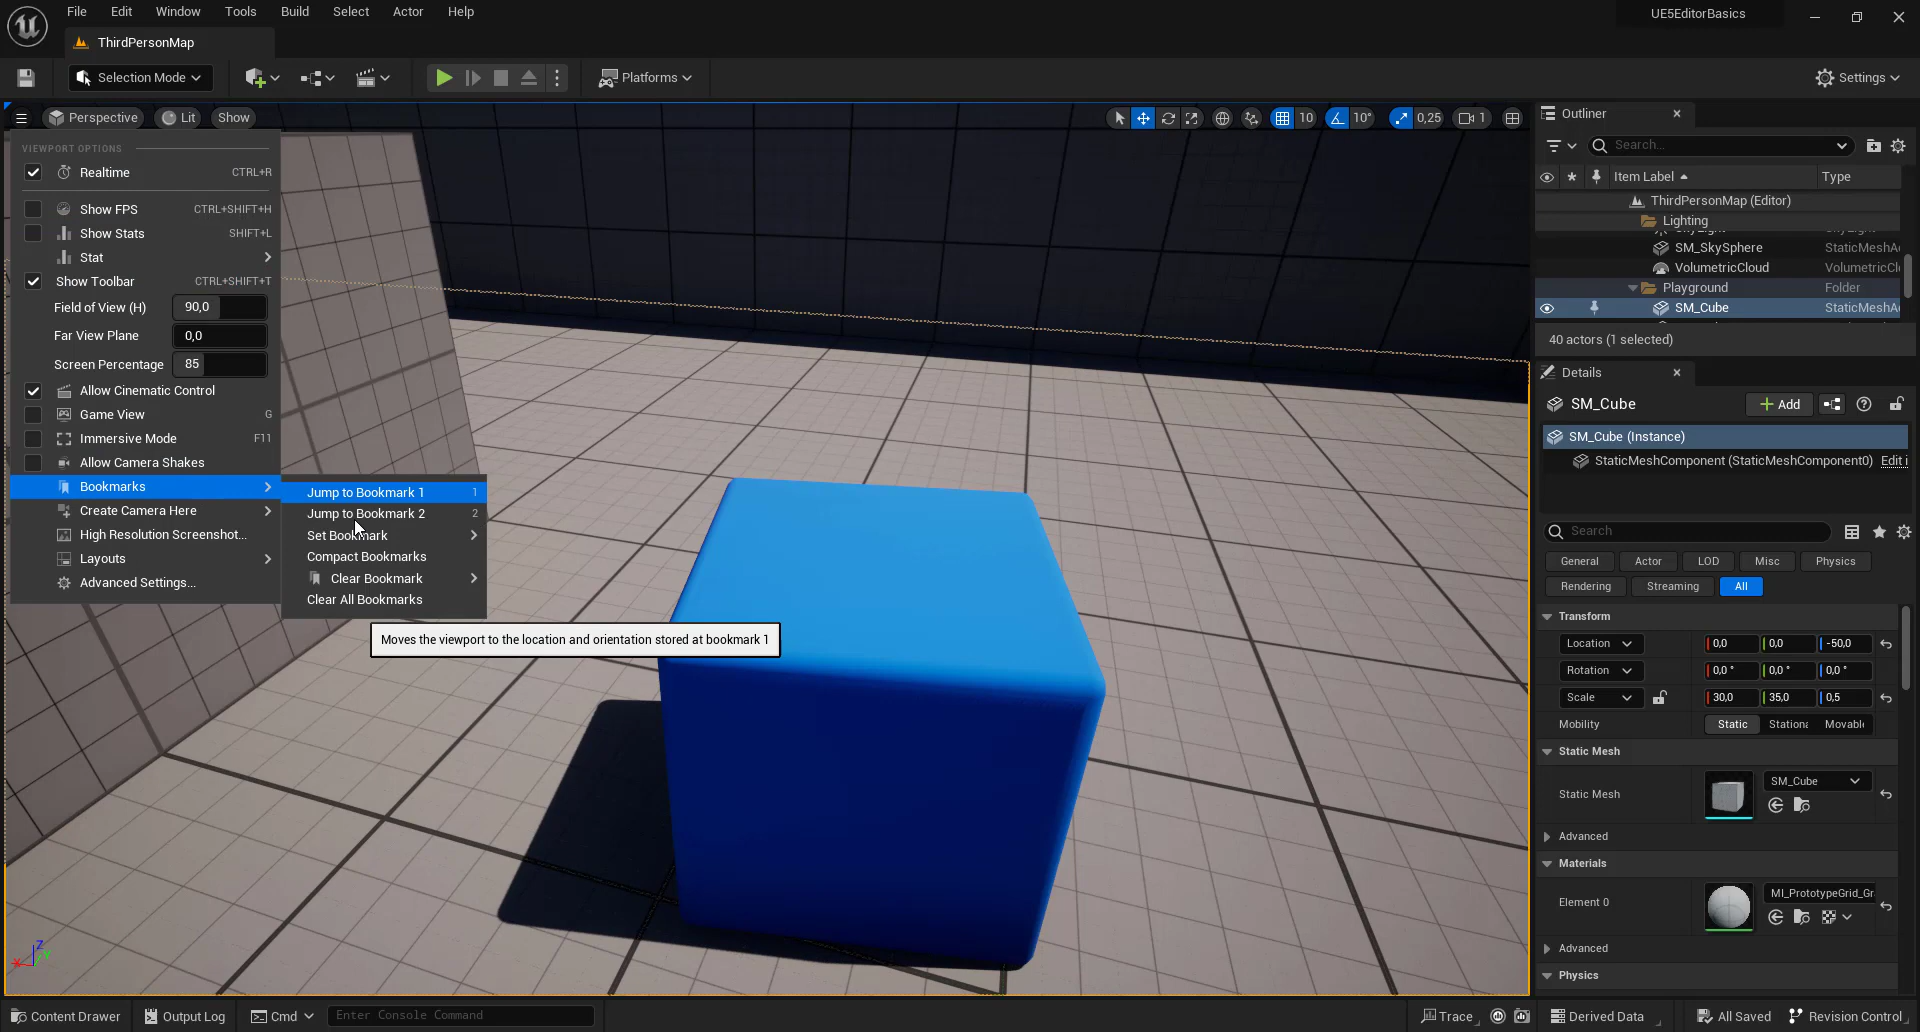 File Edit Window Tools Build Select Actor Help
UE5EditorBasics
ThirdPersonMap
Selection Mode
Platforms
Settings
Perspective Lit Show
10 10° 0,25 1
VIEWPORT OPTIONS
Realtime CTRL+R
Show FPS CTRL+SHIFT+H
Show Stats SHIFT+L
Stat
Show Toolbar CTRL+SHIFT+T
Field of View (H) 90,0
Far View Plane 0,0
Screen Percentage 85
Allow Cinematic Control
Game View G
Immersive Mode F11
Allow Camera Shakes
Bookmarks
Create Camera Here
High Resolution Screenshot...
Layouts
Advanced Settings...
Jump to Bookmark 1 1
Jump to Bookmark 2 2
Set Bookmark
Compact Bookmarks
Clear Bookmark
Clear All Bookmarks
Moves the viewport to the location and orientation stored at bookmark 1
Z
X Y
Outliner
Search...
Item Label Type
ThirdPersonMap (Editor)
Lighting
SM_SkySphere StaticMeshA
VolumetricCloud VolumetricCl
Playground Folder
SM_Cube StaticMeshA
40 actors (1 selected)
Details
SM_Cube
Add
SM_Cube (Instance)
StaticMeshComponent (StaticMeshComponent0) Edit i
Search
General Actor LOD Misc Physics
Rendering Streaming All
Transform
Location 0,0 0,0 -50,0
Rotation 0,0 ° 0,0 ° 0,0 °
Scale 30,0 35,0 0,5
Mobility Static Station Movabl
Static Mesh
Static Mesh SM_Cube
Advanced
Materials
Element 0 MI_PrototypeGrid_Gr
Advanced
Physics
Content Drawer Output Log Cmd Enter Console Command
Trace Derived Data All Saved Revision Control